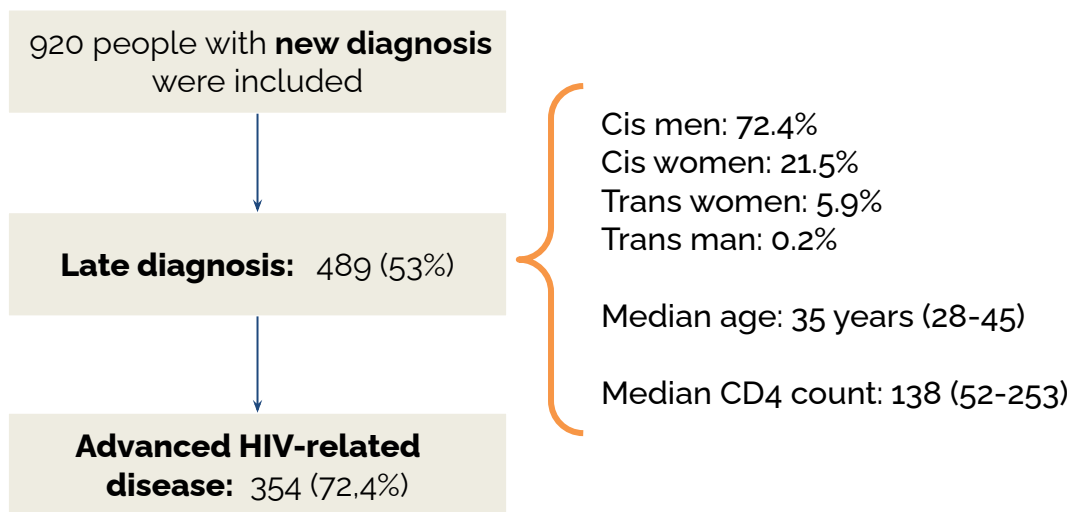 920 people with new diagnosis
were included
Late diagnosis: 489 (53%)
Advanced HIV-related
disease: 354 (72,4%)
Cis men: 72.4%
Cis women: 21.5%
Trans women: 5.9%
Trans man: 0.2%
Median age: 35 years (28-45)
Median CD4 count: 138 (52-253)